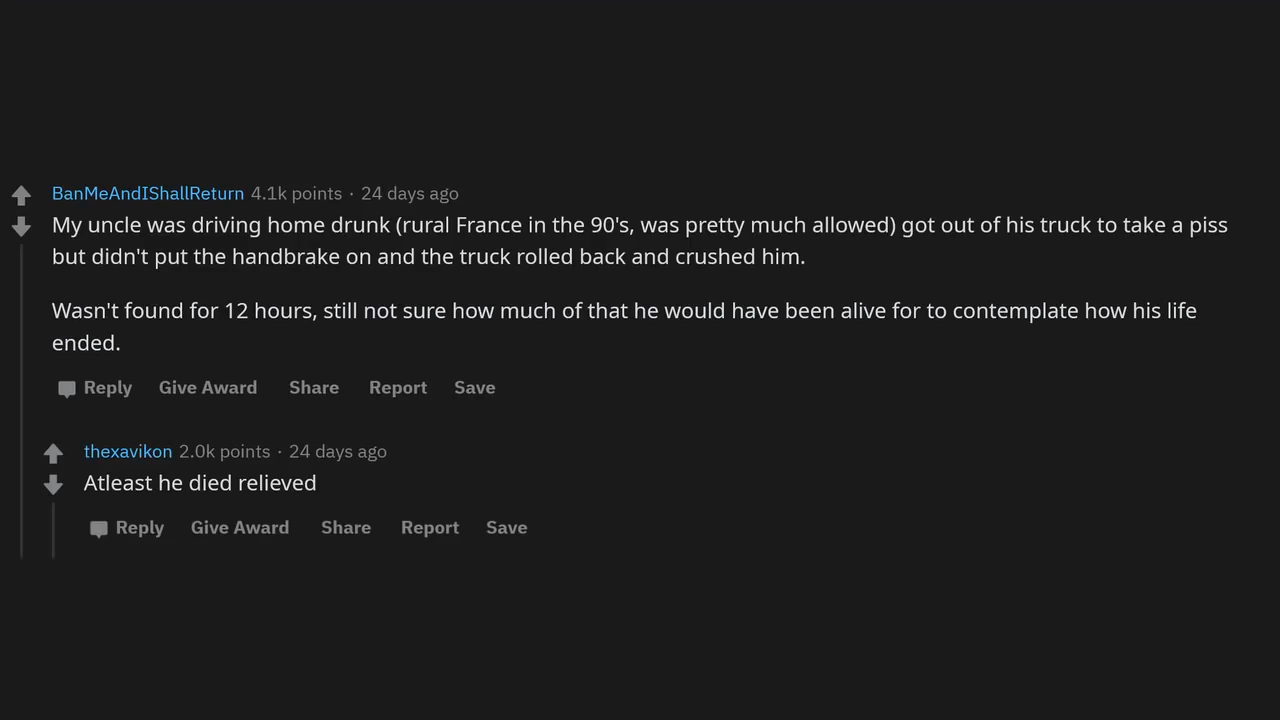 BanMeAndIShallReturn 4.1k points · 24 days ago
My uncle was driving home drunk (rural France in the 90's, was pretty much allowed) got out of his truck to take a piss
but didn't put the handbrake on and the truck rolled back and crushed him.
Wasn't found for 12 hours, still not sure how much of that he would have been alive for to contemplate how his life
ended.
Reply Give Award Share Report Save
thexavikon 2.0k points · 24 days ago
Atleast he died relieved
Reply Give Award Share Report Save